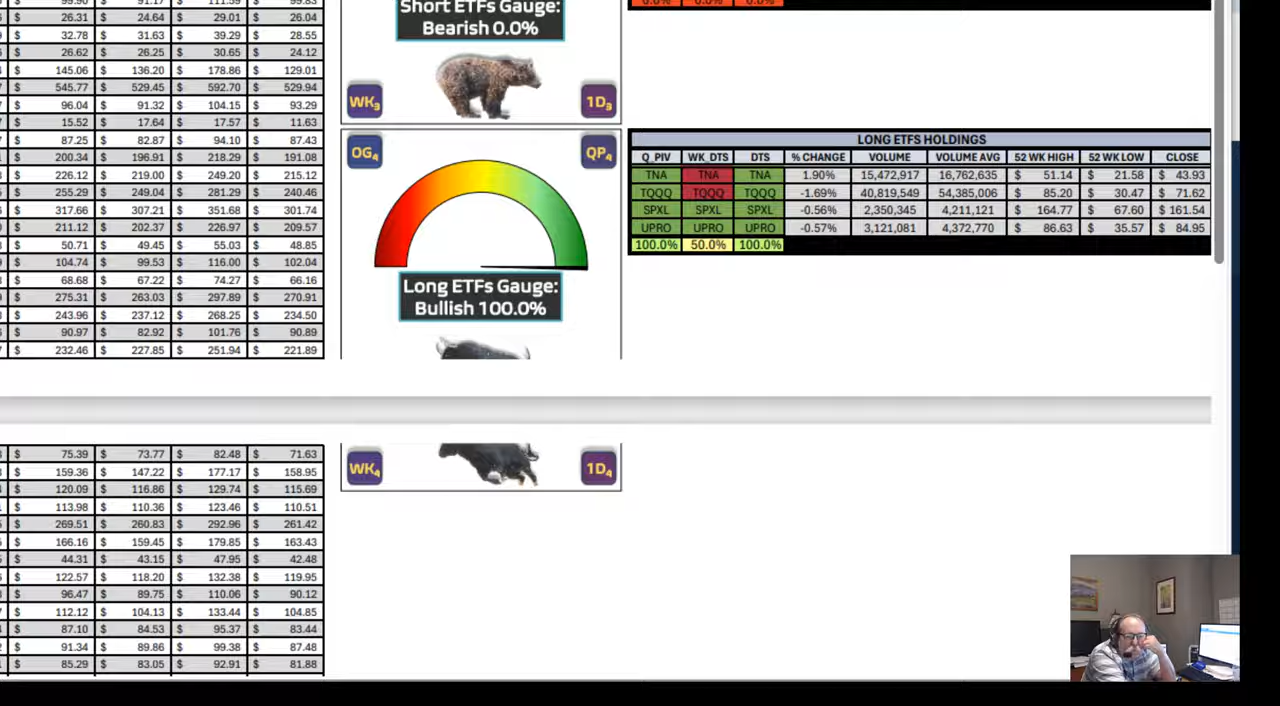 Short ETFs Gauge:
Bearish 0.0%
WK3 1D3
OG4 QP4
Long ETFs Gauge:
Bullish 100.0%
WK4 1D4
LONG ETFS HOLDINGS
Q_PIV WK_DTS DTS % CHANGE VOLUME VOLUME AVG 52 WK HIGH 52 WK LOW CLOSE
TNA TNA TNA 1.90% 15,472,917 16,762,635 $ 51.14 $ 21.58 $ 43.93
TQQQ TQQQ TQQQ -1.69% 40,819,549 54,385,006 $ 85.20 $ 30.47 $ 71.62
SPXL SPXL SPXL -0.56% 2,350,345 4,211,121 $ 164.77 $ 67.60 $ 161.54
UPRO UPRO UPRO -0.57% 3,121,081 4,372,770 $ 86.63 $ 35.57 $ 84.95
100.0% 50.0% 100.0%
$ 26.31 $ 24.64 $ 29.01 $ 26.04
$ 32.78 $ 31.63 $ 39.29 $ 28.55
$ 26.62 $ 26.25 $ 30.65 $ 24.12
$ 145.06 $ 136.20 $ 178.86 $ 129.01
$ 545.77 $ 529.45 $ 592.70 $ 529.94
$ 96.04 $ 91.32 $ 104.15 $ 93.29
$ 15.52 $ 17.64 $ 17.57 $ 11.63
$ 87.25 $ 82.87 $ 94.10 $ 87.43
$ 200.34 $ 196.91 $ 218.29 $ 191.08
$ 226.12 $ 219.00 $ 249.20 $ 215.12
$ 255.29 $ 249.04 $ 281.29 $ 240.46
$ 317.66 $ 307.21 $ 351.68 $ 301.74
$ 211.12 $ 202.37 $ 226.97 $ 209.57
$ 50.71 $ 49.45 $ 55.03 $ 48.85
$ 104.74 $ 99.53 $ 116.00 $ 102.04
$ 68.68 $ 67.22 $ 74.27 $ 66.16
$ 275.31 $ 263.03 $ 297.89 $ 270.91
$ 243.96 $ 237.12 $ 268.25 $ 234.50
$ 90.97 $ 82.92 $ 101.76 $ 90.89
$ 232.46 $ 227.85 $ 251.94 $ 221.89
$ 75.39 $ 73.77 $ 82.48 $ 71.63
$ 159.36 $ 147.22 $ 177.17 $ 158.95
$ 120.09 $ 116.86 $ 129.74 $ 115.69
$ 113.98 $ 110.36 $ 123.46 $ 110.51
$ 269.51 $ 260.83 $ 292.96 $ 261.42
$ 166.16 $ 159.45 $ 179.85 $ 163.43
$ 44.31 $ 43.15 $ 47.95 $ 42.48
$ 122.57 $ 118.20 $ 132.38 $ 119.95
$ 96.47 $ 89.75 $ 110.06 $ 90.12
$ 112.12 $ 104.13 $ 133.44 $ 104.85
$ 87.10 $ 84.53 $ 95.37 $ 83.44
$ 91.34 $ 89.86 $ 99.38 $ 87.48
$ 85.29 $ 83.05 $ 92.91 $ 81.88